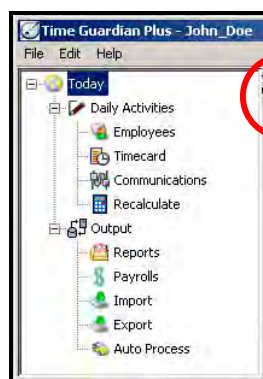 Time Guardian Plus - John_Doe
File Edit Help
Today
Daily Activities
Employees
Timecard
Communications
Recalculate
Output
Reports
Payrolls
Import
Export
Auto Process